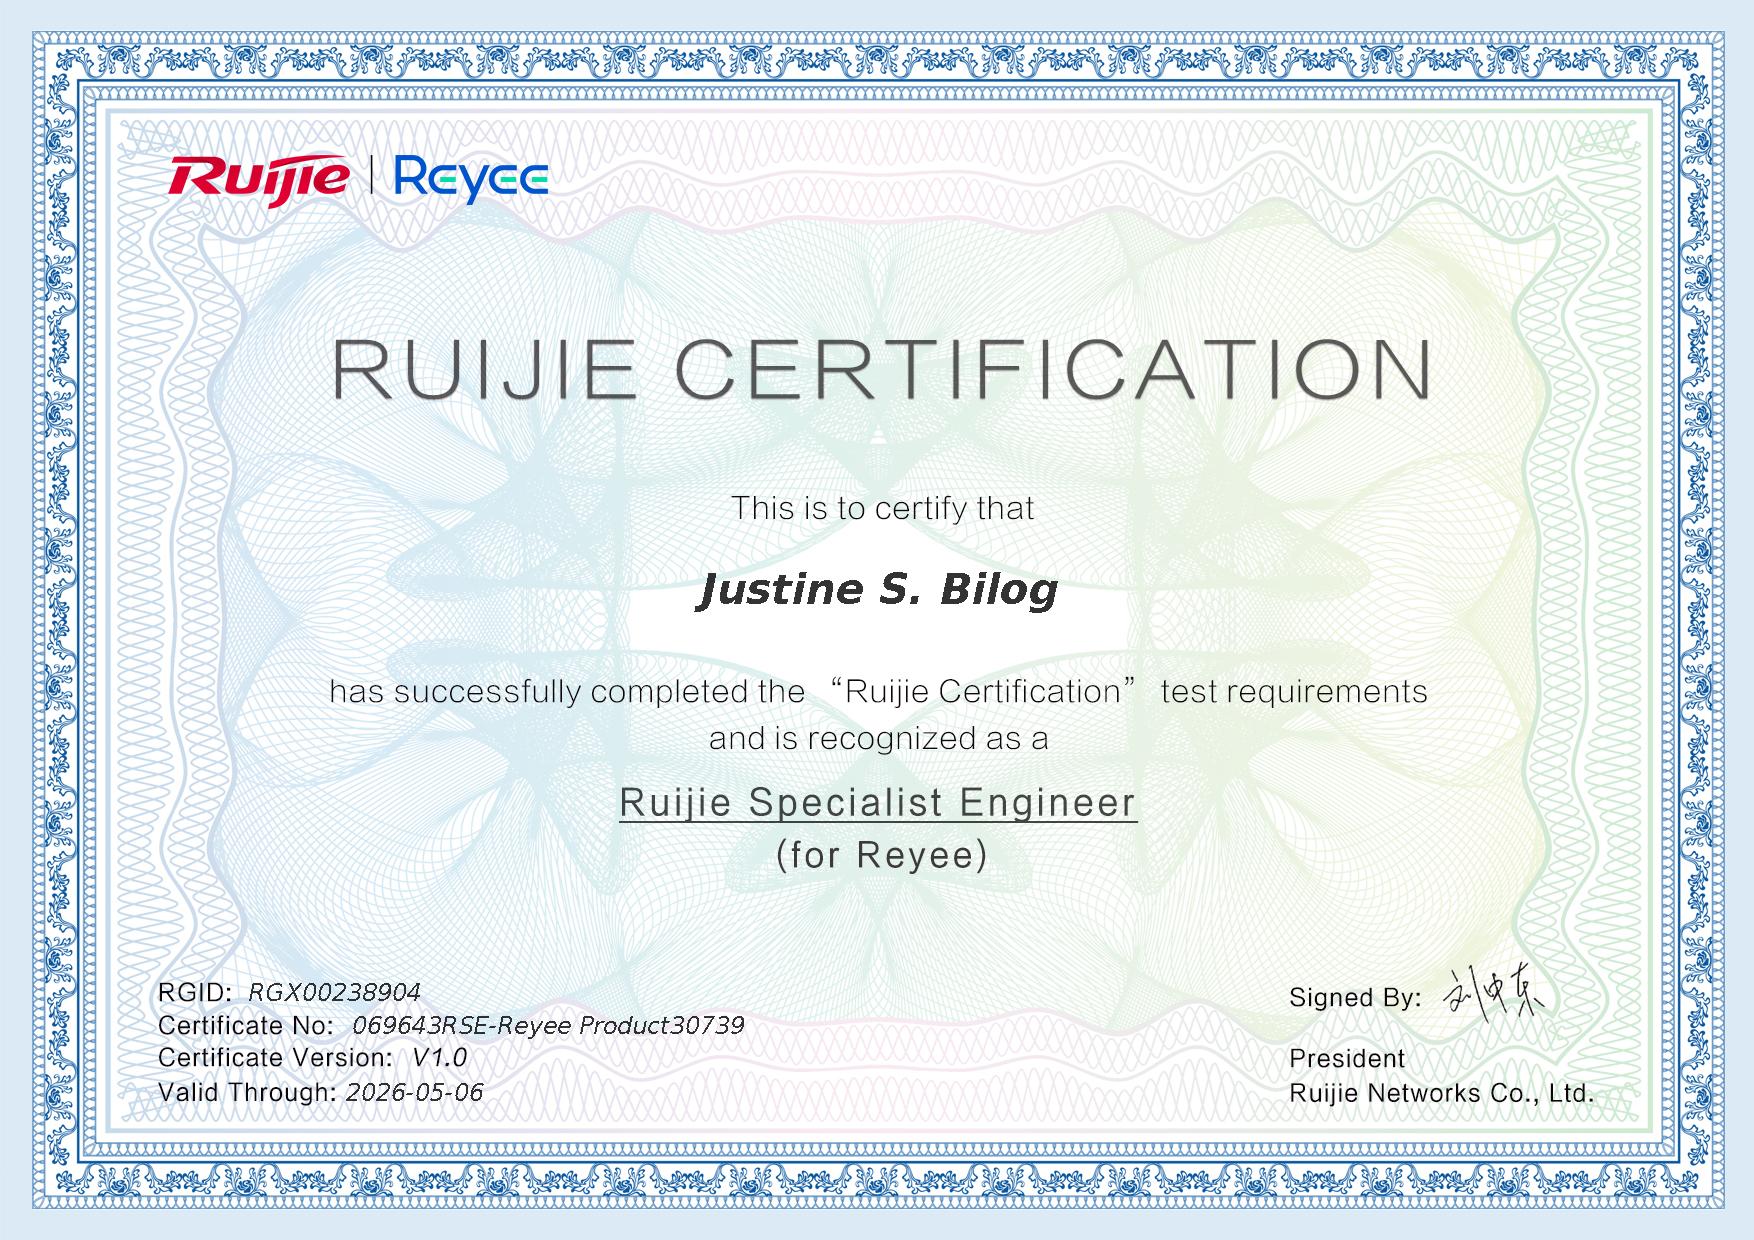 Ruijie | Reyee
RUIJIE CERTIFICATION
This is to certify that
Justine S. Bilog
has successfully completed the “Ruijie Certification” test requirements
and is recognized as a
Ruijie Specialist Engineer
(for Reyee)
RGID: RGX00238904
Certificate No: 069643RSE-Reyee Product30739
Certificate Version: V1.0
Valid Through: 2026-05-06
Signed By: 刘中东
President
Ruijie Networks Co., Ltd.